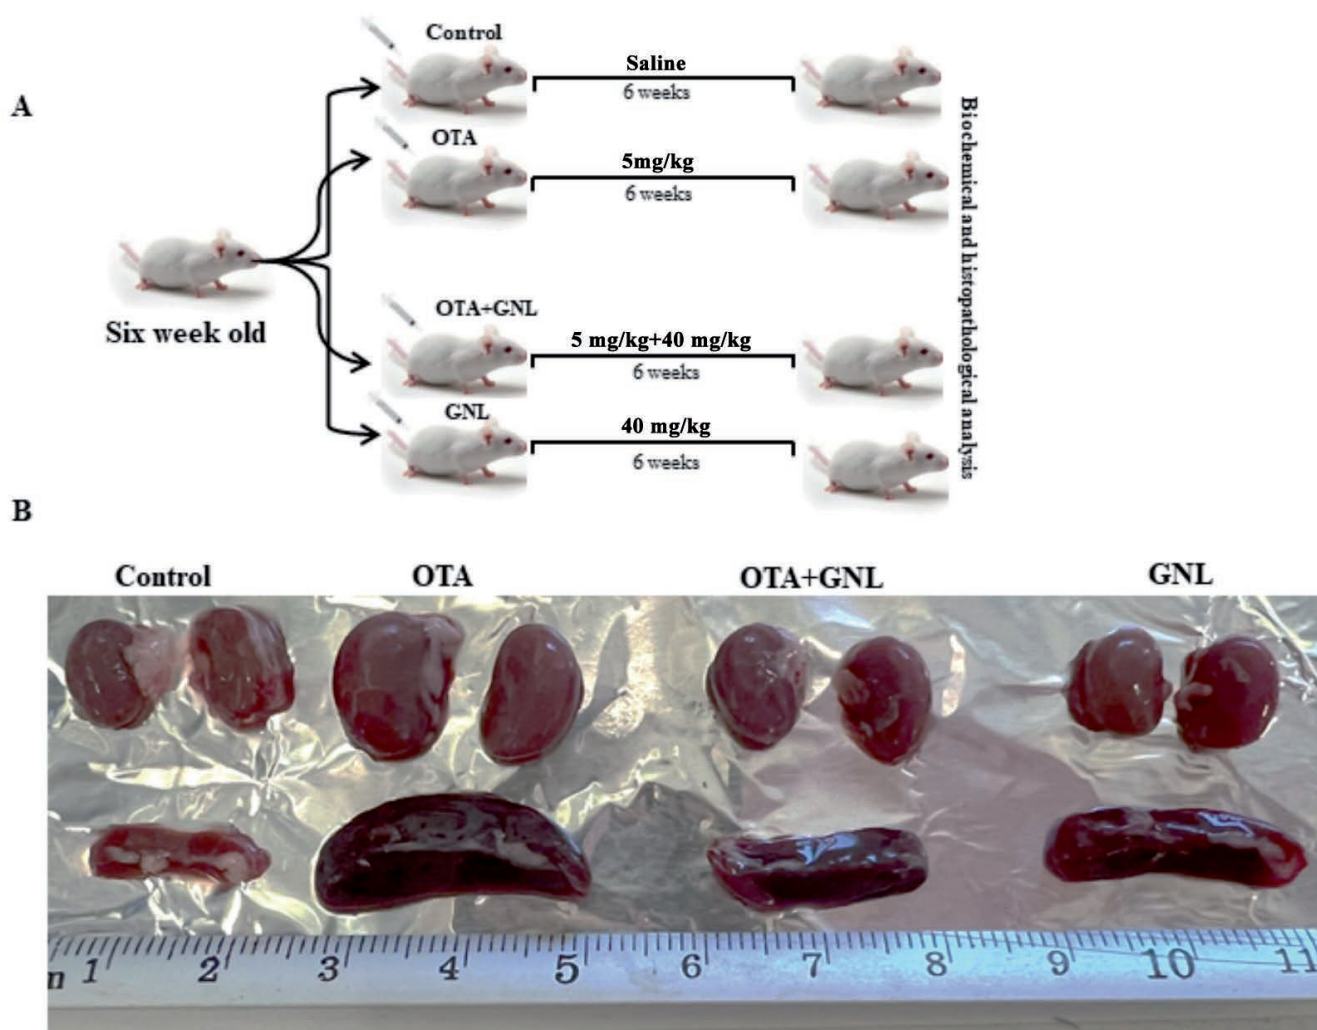 A
Control
Saline
6 weeks
OTA
5mg/kg
6 weeks
Six week old
OTA+GNL
5 mg/kg+40 mg/kg
6 weeks
GNL
40 mg/kg
6 weeks
Biochemical and histopathological analysis
B
Control OTA OTA+GNL GNL
1 2 3 4 5 6 7 8 9 10 11